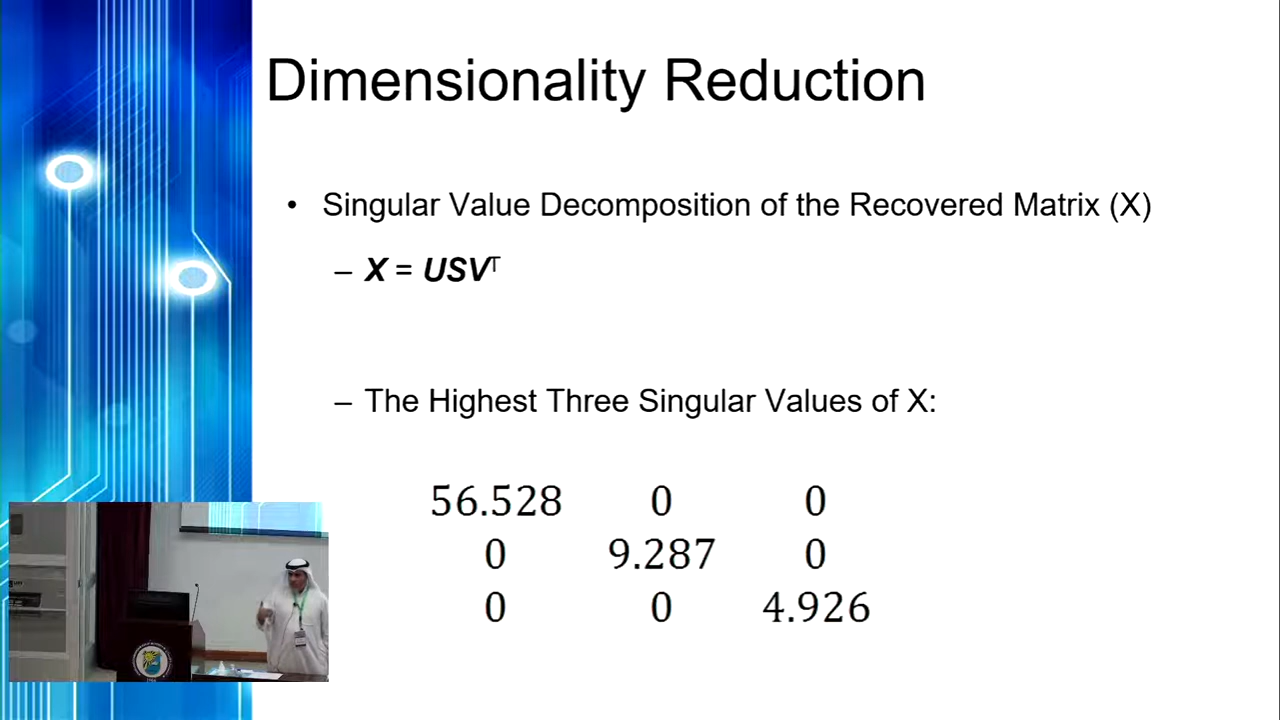 Dimensionality Reduction
• Singular Value Decomposition of the Recovered Matrix (X)
– X = USVᵀ
– The Highest Three Singular Values of X:
56.528 0 0
0 9.287 0
0 0 4.926